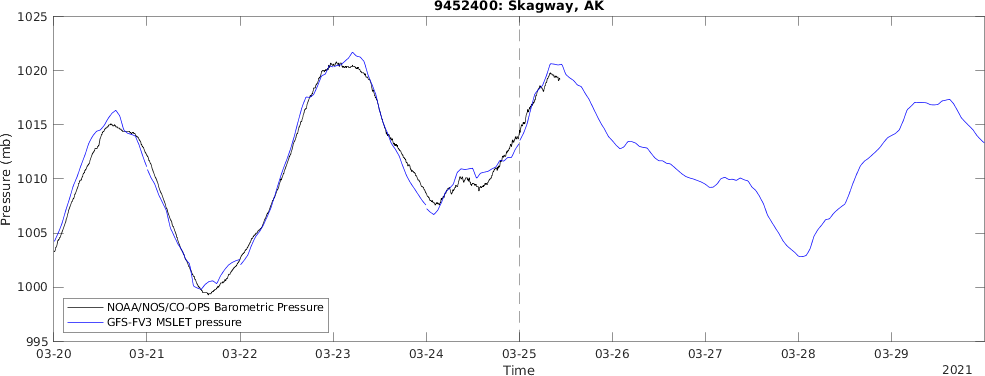 9452400: Skagway, AK
Pressure (mb)
1025
1020
1015
1010
1005
1000
995
NOAA/NOS/CO-OPS Barometric Pressure
GFS-FV3 MSLET pressure
03-20 03-21 03-22 03-23 03-24 03-25 03-26 03-27 03-28 03-29
Time
2021